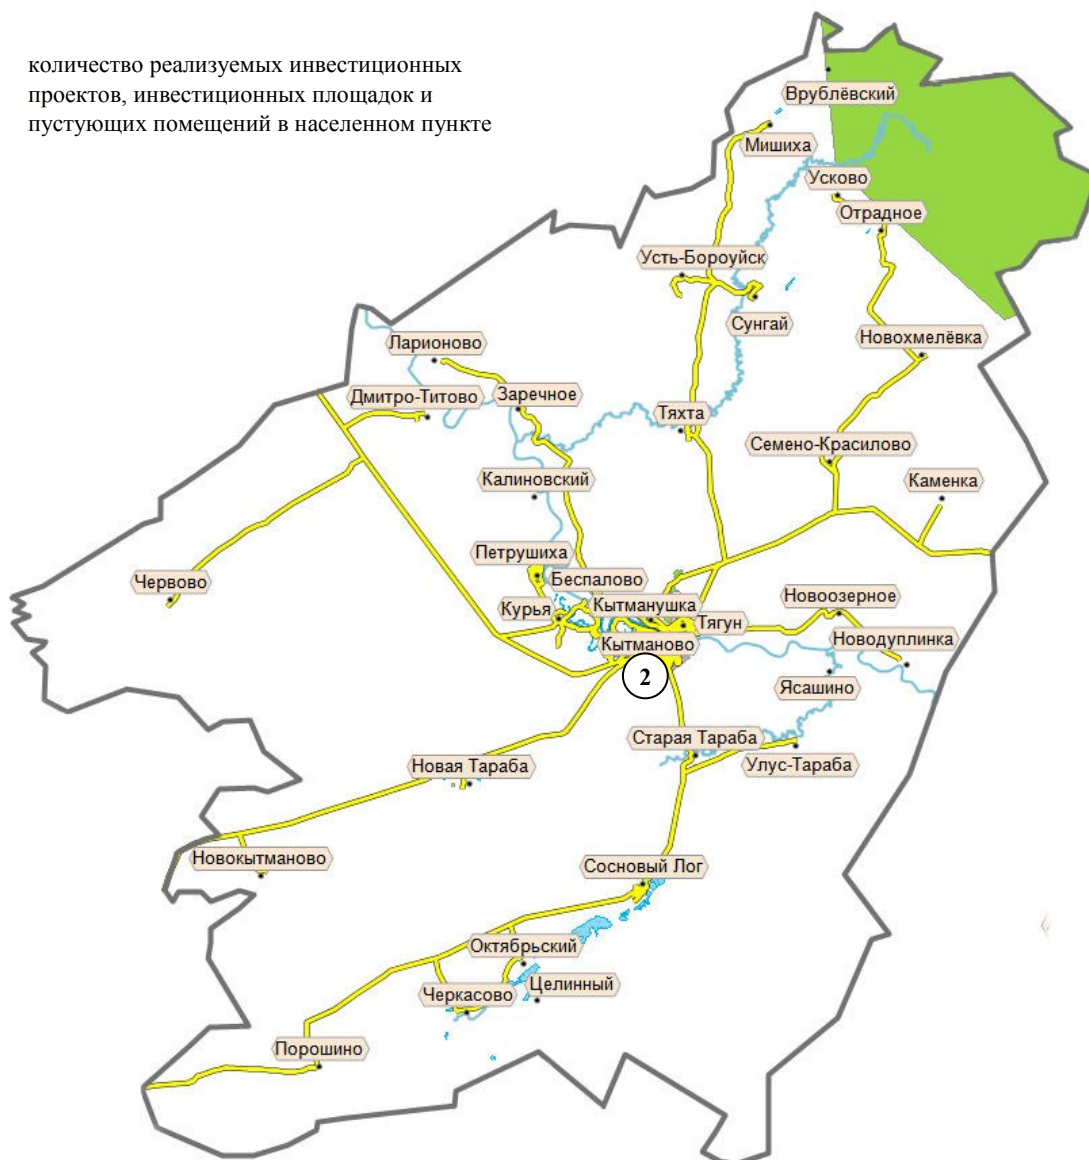 количество реализуемых инвестиционных
проектов, инвестиционных площадок и
пустующих помещений в населенном пункте
Врублёвский
Мишиха
Усково
Отрадное
Усть-Бороуйск
Сунгай
Ларионово
Новохмелёвка
Дмитро-Титово
Заречное
Тяхта
Семено-Красилово
Калиновский
Каменка
Петрушиха
Беспалово
Червово
Курья
Кытманушка
Тягун
Новоозерное
Кытманово
Новодуплинка
2
Ясашино
Старая Тараба
Новая Тараба
Улус-Тараба
Новокытманово
Сосновый Лог
Октябрьский
Целинный
Черкасово
Порошино